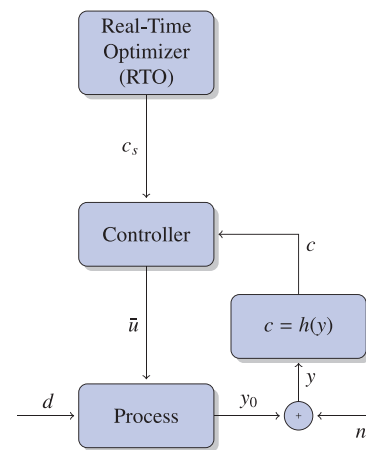 Real-Time
Optimizer
(RTO)
c_s
Controller
c
ū
c = h(y)
y
d
Process
y_0
+
n